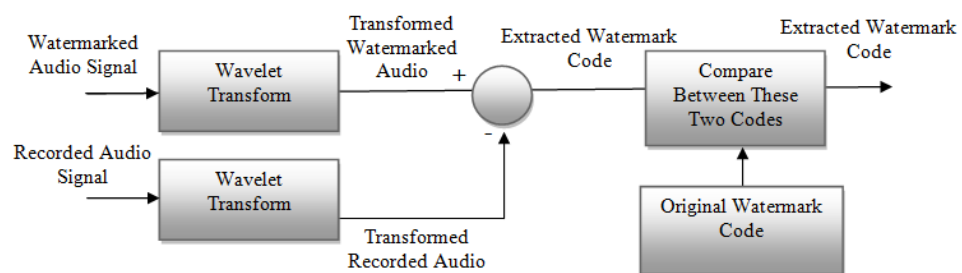 Watermarked
Audio Signal
Wavelet
Transform
Transformed
Watermarked
Audio
+
-
Extracted Watermark
Code
Compare
Between These
Two Codes
Extracted Watermark
Code
Recorded Audio
Signal
Wavelet
Transform
Transformed
Recorded Audio
Original Watermark
Code